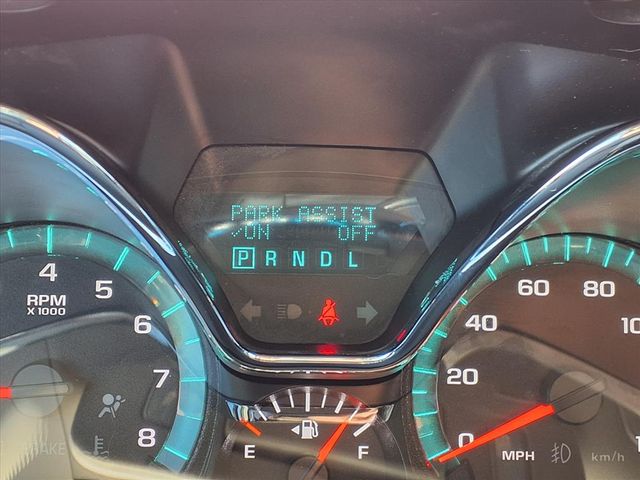 PARK ASSIST
✓ON OFF
P R N D L
4 5 6 7 8
RPM
X1000
0 20 40 60 80
MPH
km/h
E F